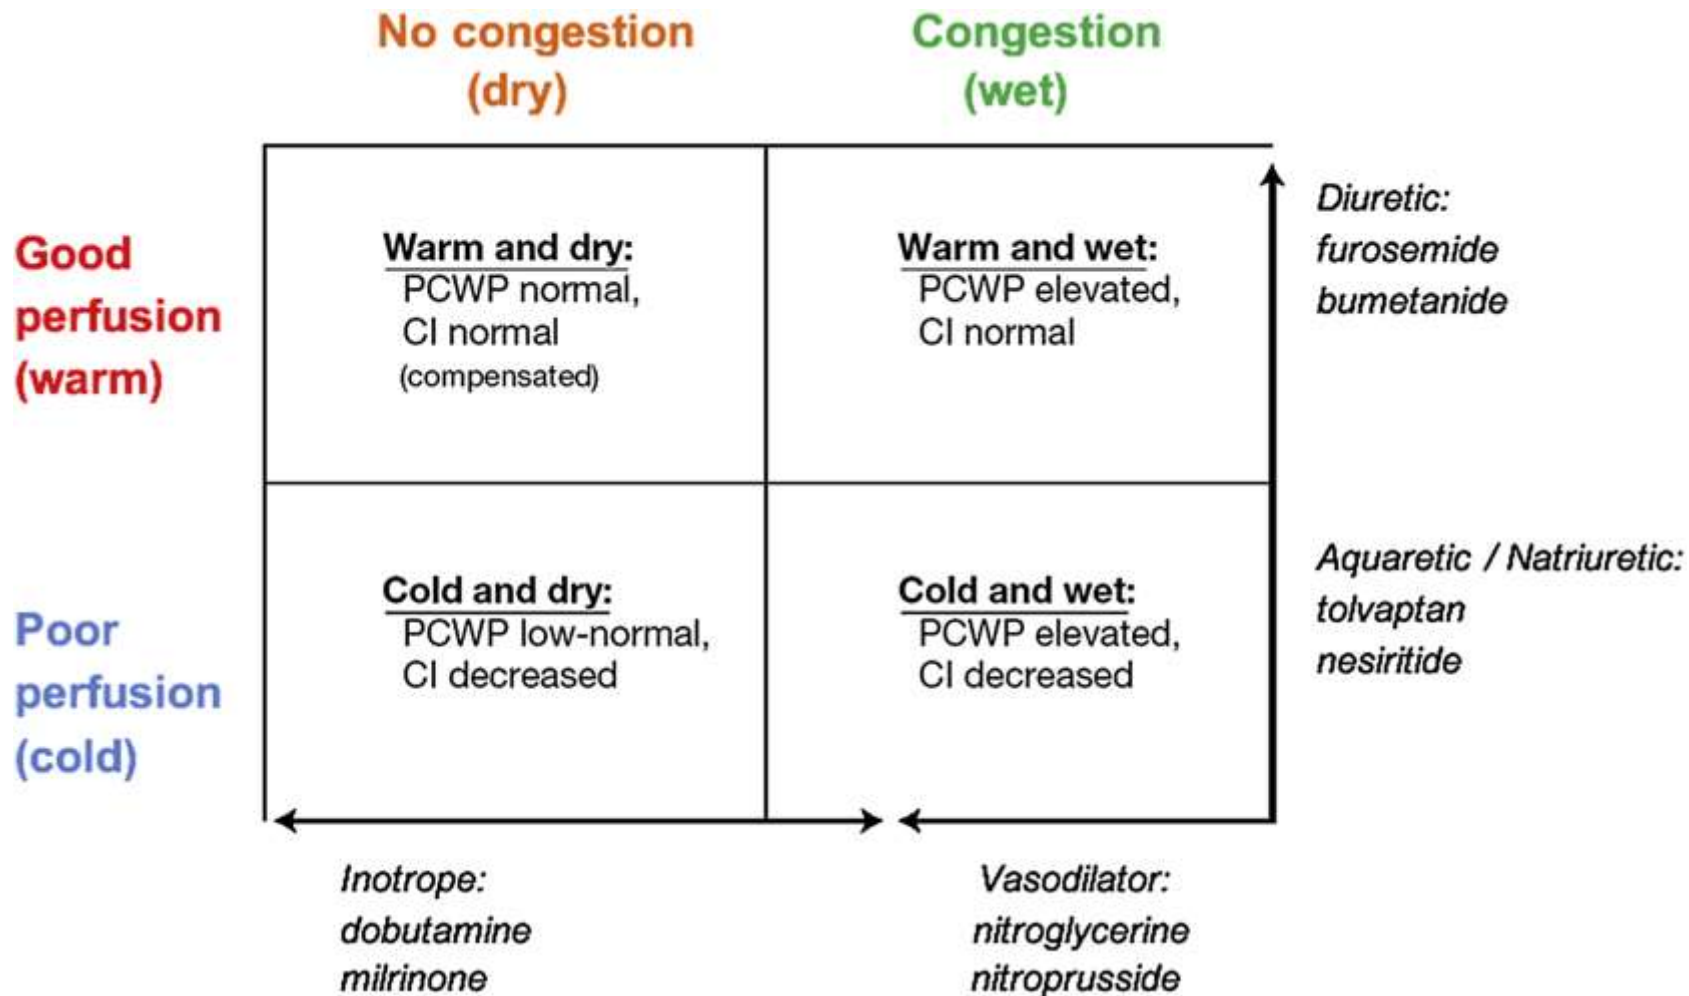 No congestion
(dry)
Congestion
(wet)
Good
perfusion
(warm)
Warm and dry:
PCWP normal,
CI normal
(compensated)
Warm and wet:
PCWP elevated,
CI normal
Diuretic:
furosemide
bumetanide
Poor
perfusion
(cold)
Cold and dry:
PCWP low-normal,
CI decreased
Cold and wet:
PCWP elevated,
CI decreased
Aquaretic / Natriuretic:
tolvaptan
nesiritide
Inotrope:
dobutamine
milrinone
Vasodilator:
nitroglycerine
nitroprusside